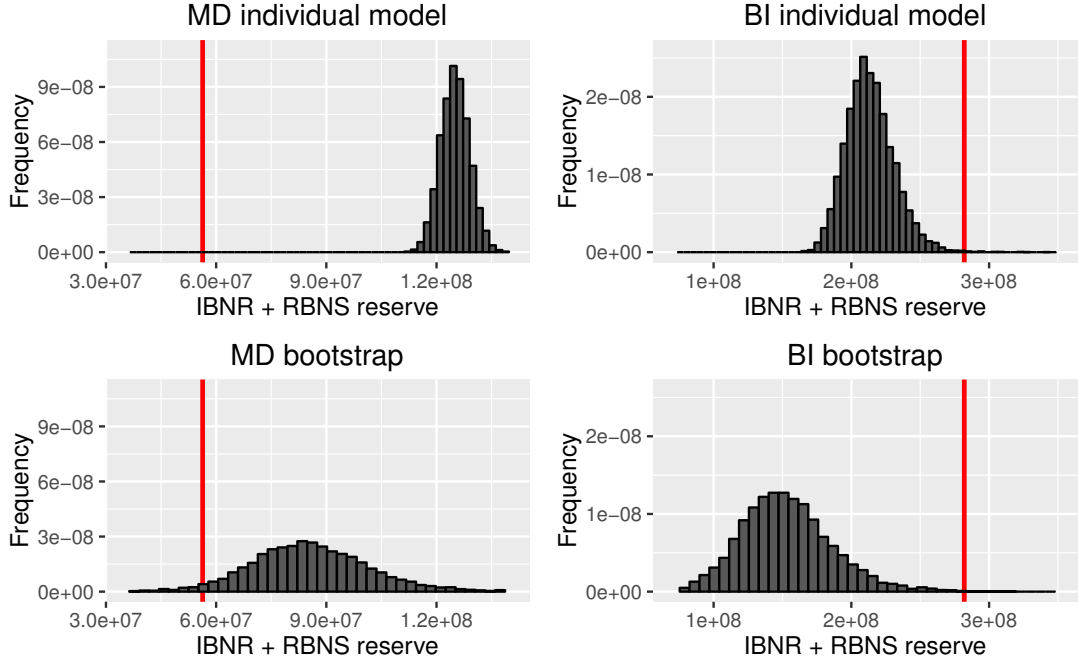 MD individual model
Frequency
9e−08
6e−08
3e−08
0e+00
3.0e+07 6.0e+07 9.0e+07 1.2e+08
IBNR + RBNS reserve
BI individual model
Frequency
2e−08
1e−08
0e+00
1e+08 2e+08 3e+08
IBNR + RBNS reserve
MD bootstrap
Frequency
9e−08
6e−08
3e−08
0e+00
3.0e+07 6.0e+07 9.0e+07 1.2e+08
IBNR + RBNS reserve
BI bootstrap
Frequency
2e−08
1e−08
0e+00
1e+08 2e+08 3e+08
IBNR + RBNS reserve